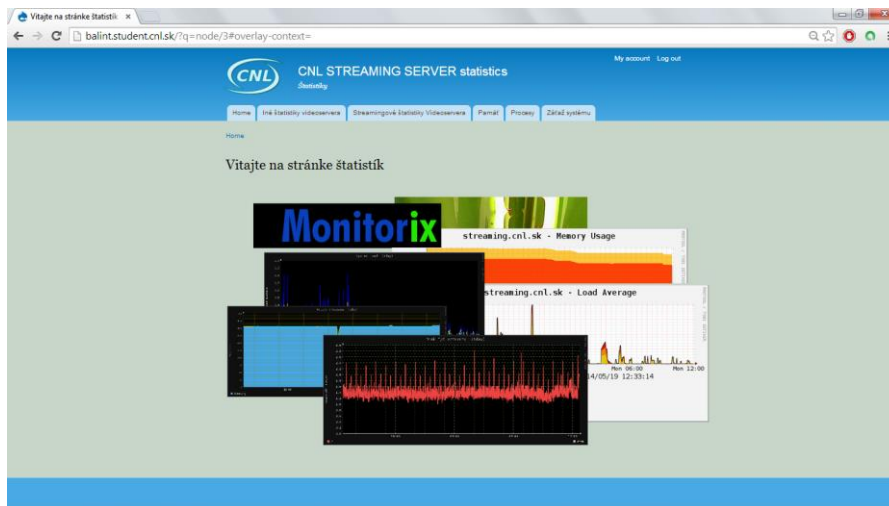 Vitajte na stránke štatistík
balint.student.cnl.sk/?q=node/3#overlay-context=
My account Log out
CNL
CNL STREAMING SERVER statistics
Štatistiky
Home
Iné štatistiky videoservera
Streamingové štatistiky Videoservera
Pamäť
Procesy
Záťaž systému
Home
Vitajte na stránke štatistík
Monitorix
streaming.cnl.sk - Memory Usage
streaming.cnl.sk - Load Average
Mon 06:00 Mon 12:00
14/05/19 12:33:14